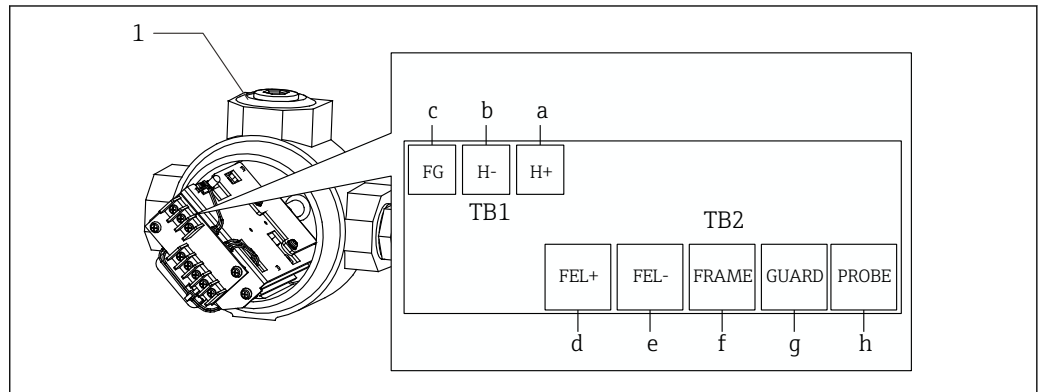 1
c b a
FG H- H+
TB1
TB2
FEL+ FEL- FRAME GUARD PROBE
d e f g h